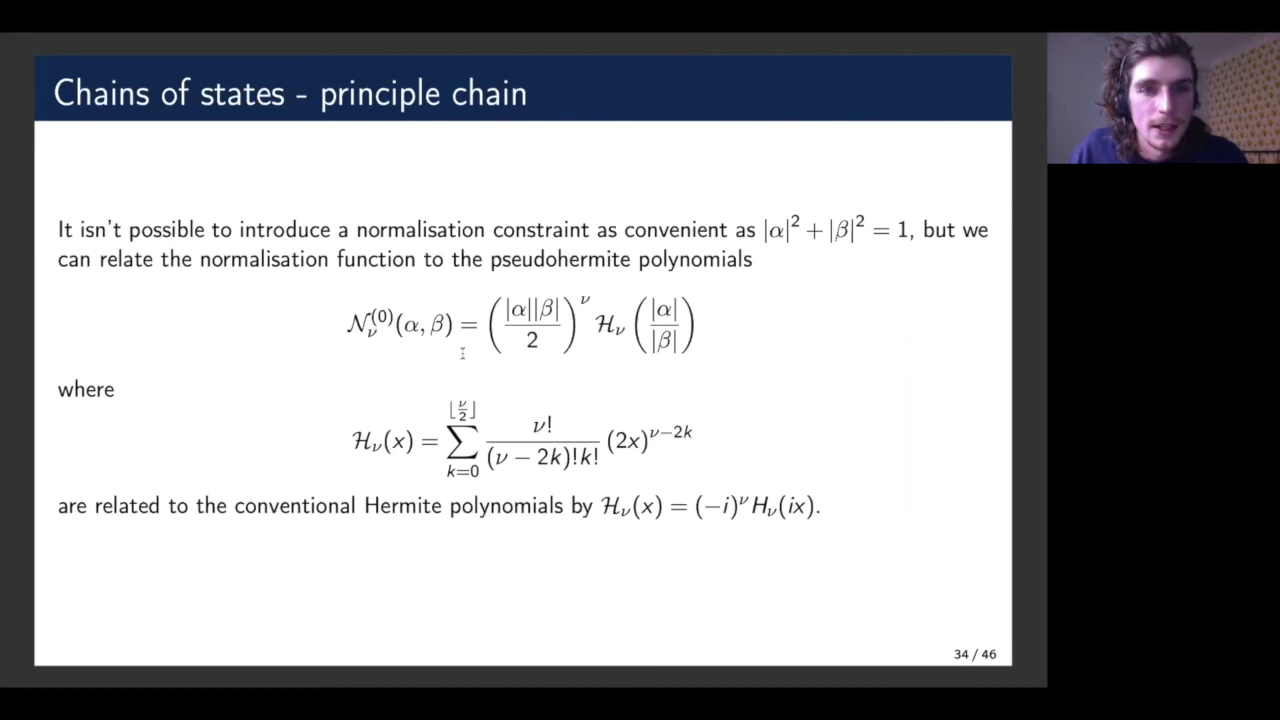 Chains of states - principle chain
It isn't possible to introduce a normalisation constraint as convenient as |α|² + |β|² = 1, but we
can relate the normalisation function to the pseudohermite polynomials
𝒩_ν^{(0)}(α, β) = (|α||β| / 2)^ν ℋ_ν (|α| / |β|)
where
ℋ_ν(x) = ∑_{k=0}^{⌊ν/2⌋} ν! / ((ν − 2k)!k!) (2x)^{ν−2k}
are related to the conventional Hermite polynomials by ℋ_ν(x) = (−i)^ν H_ν(ix).
34 / 46